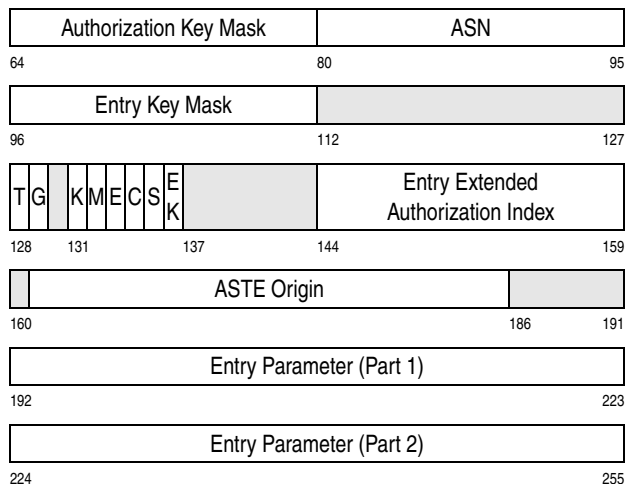 Authorization Key Mask ASN
64 80 95
Entry Key Mask
96 112 127
T G K M E C S E K Entry Extended Authorization Index
128 131 137 144 159
ASTE Origin
160 186 191
Entry Parameter (Part 1)
192 223
Entry Parameter (Part 2)
224 255